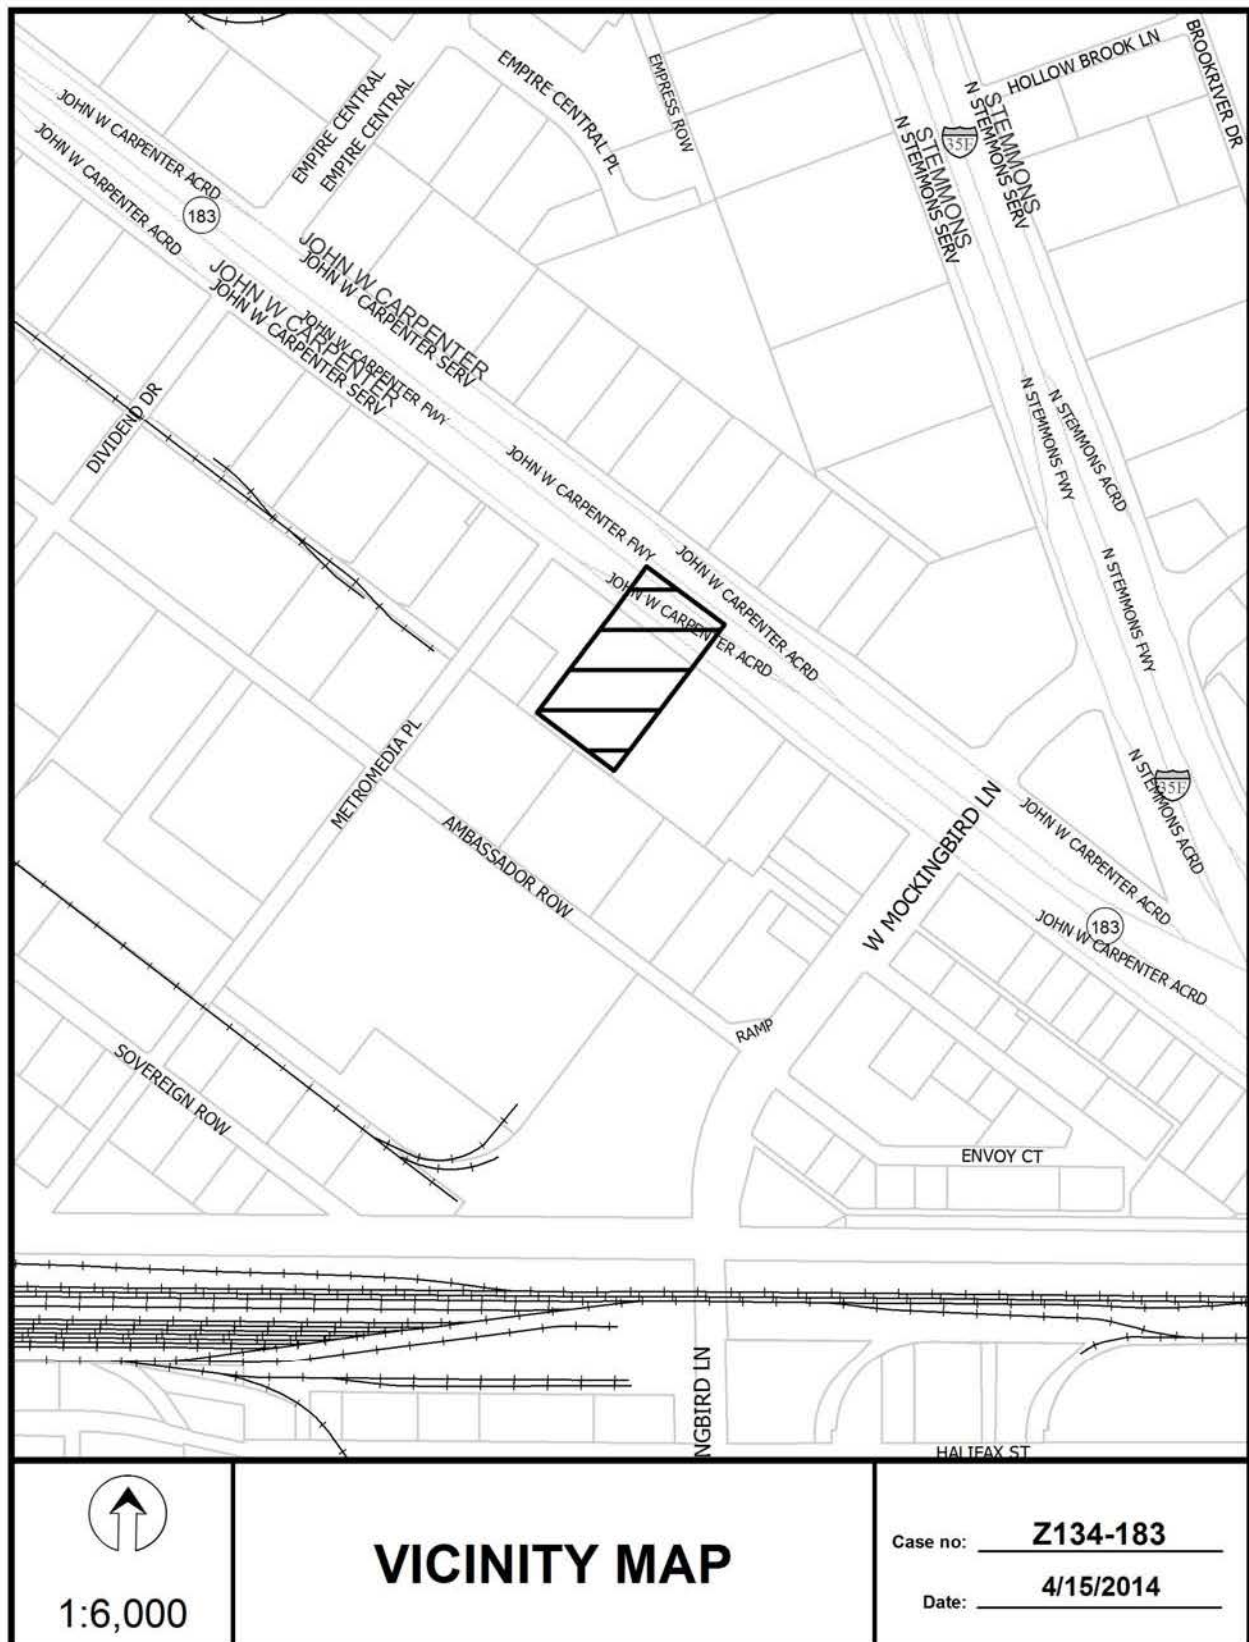 HOLLOW BROOK LN
BROOKRIVER DR
EMPIRE CENTRAL PL
EMPRESS ROW
EMPIRE CENTRAL
EMPIRE CENTRAL
JOHN W CARPENTER ACRD
JOHN W CARPENTER ACRD
183
N STEMMONS SERV
STEMMONS
35E
STEMMONS
N STEMMONS SERV
JOHN W CARPENTER
JOHN W CARPENTER SERV
JOHN W CARPENTER
JOHN W CARPENTER SERV
JOHN W CARPENTER FWY
DIVIDEND DR
N STEMMONS FWY
N STEMMONS ACRD
JOHN W CARPENTER FWY
JOHN W CARPENTER ACRD
JOHN W CARPENTER ACRD
N STEMMONS FWY
METROMEDIA PL
AMBASSADOR ROW
W MOCKINGBIRD LN
N STEMMONS ACRD
35E
JOHN W CARPENTER ACRD
183
JOHN W CARPENTER ACRD
RAMP
SOVEREIGN ROW
ENVOY CT
NGBIRD LN
HALIFAX ST
1:6,000
VICINITY MAP
Case no: Z134-183
Date: 4/15/2014